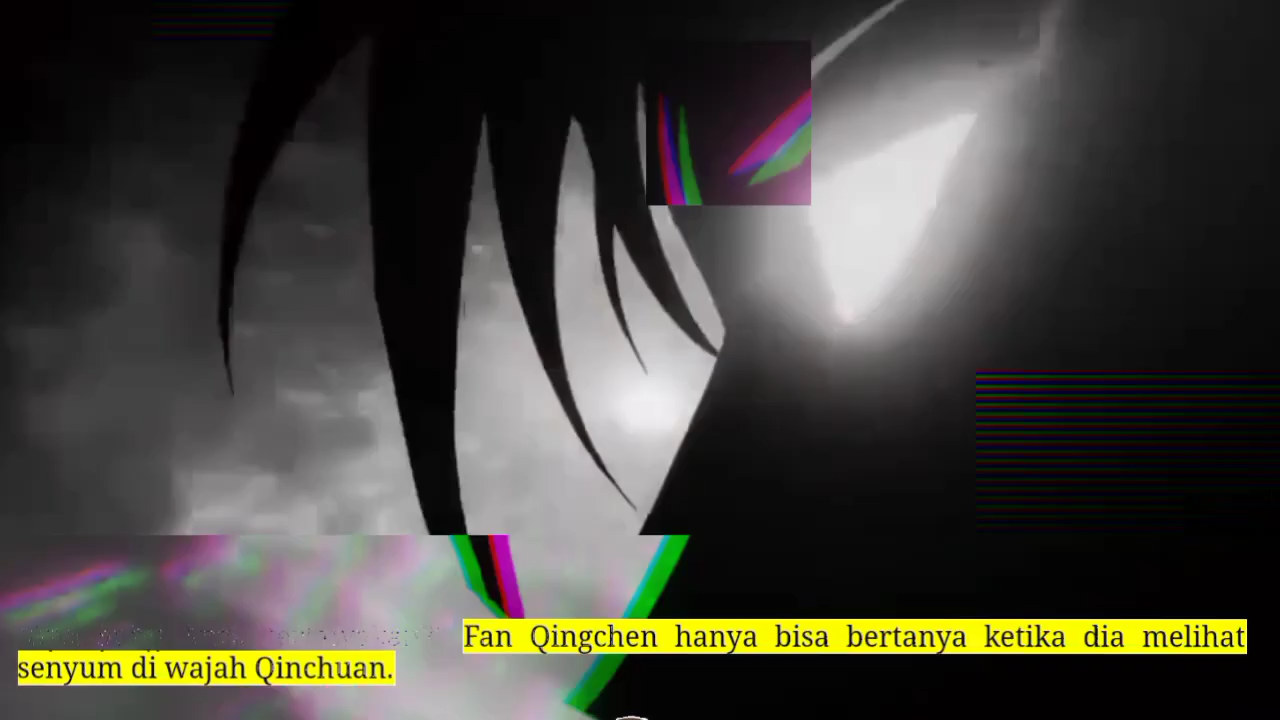 Fan Qingchen hanya bisa bertanya ketika dia melihat
senyum di wajah Qinchuan.